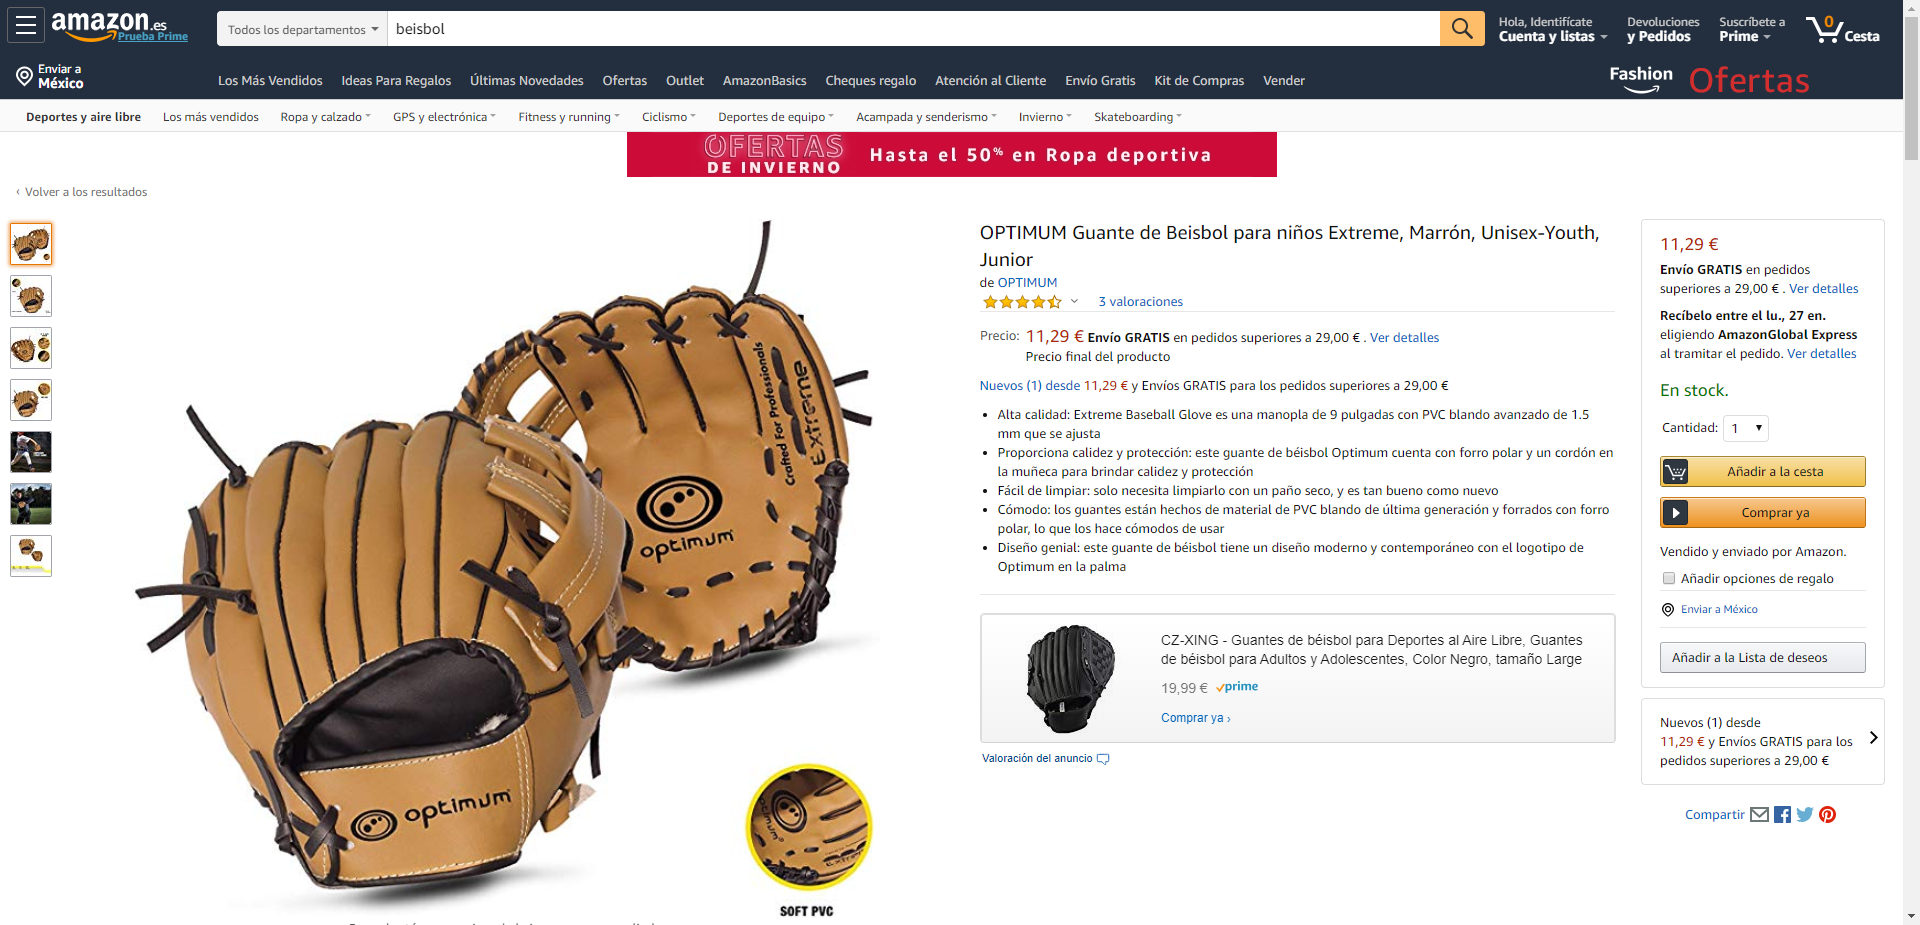 amazon.es
Prueba Prime
Todos los departamentos
beisbol
Hola, Identifícate
Cuenta y listas
Devoluciones
y Pedidos
Suscríbete a
Prime
0
Cesta
Enviar a
México
Los Más Vendidos
Ideas Para Regalos
Últimas Novedades
Ofertas
Outlet
AmazonBasics
Cheques regalo
Atención al Cliente
Envío Gratis
Kit de Compras
Vender
Fashion
Ofertas
Deportes y aire libre
Los más vendidos
Ropa y calzado
GPS y electrónica
Fitness y running
Ciclismo
Deportes de equipo
Acampada y senderismo
Invierno
Skateboarding
OFERTAS
DE INVIERNO
Hasta el 50% en Ropa deportiva
‹ Volver a los resultados
Crafted For Professionals
Extreme
optimum
optimum
optimum
Extreme
SOFT PVC
OPTIMUM Guante de Beisbol para niños Extreme, Marrón, Unisex-Youth,
Junior
de OPTIMUM
3 valoraciones
Precio: 11,29 € Envío GRATIS en pedidos superiores a 29,00 € . Ver detalles
Precio final del producto
Nuevos (1) desde 11,29 € y Envíos GRATIS para los pedidos superiores a 29,00 €
• Alta calidad: Extreme Baseball Glove es una manopla de 9 pulgadas con PVC blando avanzado de 1.5
mm que se ajusta
• Proporciona calidez y protección: este guante de béisbol Optimum cuenta con forro polar y un cordón en
la muñeca para brindar calidez y protección
• Fácil de limpiar: solo necesita limpiarlo con un paño seco, y es tan bueno como nuevo
• Cómodo: los guantes están hechos de material de PVC blando de última generación y forrados con forro
polar, lo que los hace cómodos de usar
• Diseño genial: este guante de béisbol tiene un diseño moderno y contemporáneo con el logotipo de
Optimum en la palma
CZ-XING - Guantes de béisbol para Deportes al Aire Libre, Guantes
de béisbol para Adultos y Adolescentes, Color Negro, tamaño Large
19,99 € prime
Comprar ya ›
Valoración del anuncio
11,29 €
Envío GRATIS en pedidos
superiores a 29,00 € . Ver detalles
Recíbelo entre el lu., 27 en.
eligiendo AmazonGlobal Express
al tramitar el pedido. Ver detalles
En stock.
Cantidad: 1
Añadir a la cesta
Comprar ya
Vendido y enviado por Amazon.
Añadir opciones de regalo
Enviar a México
Añadir a la Lista de deseos
Nuevos (1) desde
11,29 € y Envíos GRATIS para los
pedidos superiores a 29,00 €
Compartir